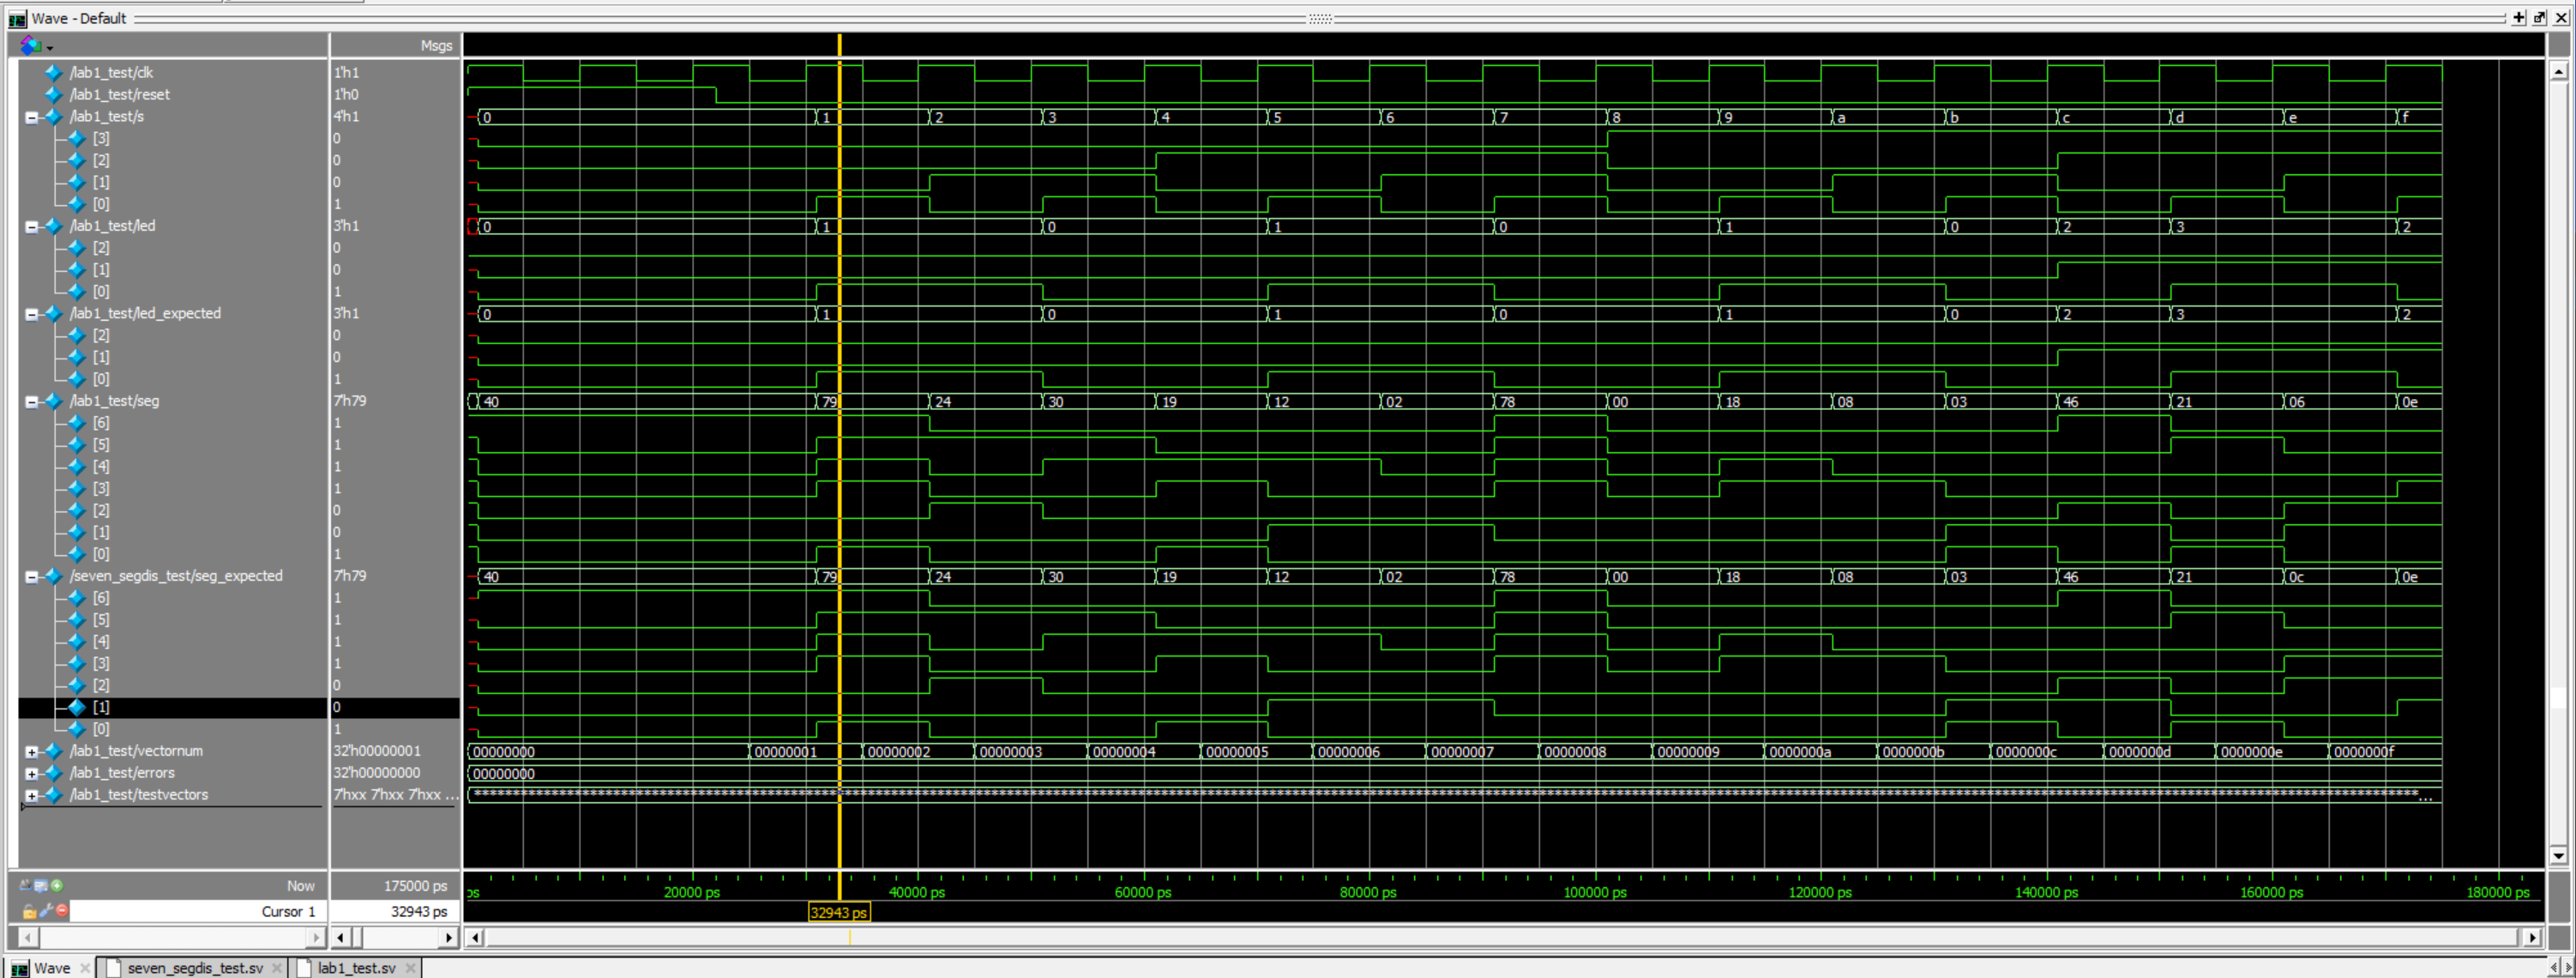 Wave - Default
Msgs
/lab1_test/clk 1'h1
/lab1_test/reset 1'h0
/lab1_test/s 4'h1 0 1 2 3 4 5 6 7 8 9 a b c d e f
[3] 0
[2] 0
[1] 0
[0] 1
/lab1_test/led 3'h1 0 1 0 1 0 1 0 2 3 2
[2] 0
[1] 0
[0] 1
/lab1_test/led_expected 3'h1 0 1 0 1 0 1 0 2 3 2
[2] 0
[1] 0
[0] 1
/lab1_test/seg 7'h79 40 79 24 30 19 12 02 78 00 18 08 03 46 21 06 0e
[6] 1
[5] 1
[4] 1
[3] 1
[2] 0
[1] 0
[0] 1
/seven_segdis_test/seg_expected 7'h79 40 79 24 30 19 12 02 78 00 18 08 03 46 21 0c 0e
[6] 1
[5] 1
[4] 1
[3] 1
[2] 0
[1] 0
[0] 1
/lab1_test/vectornum 32'h00000001 00000000 00000001 00000002 00000003 00000004 00000005 00000006 00000007 00000008 00000009 0000000a 0000000b 0000000c 0000000d 0000000e 0000000f
/lab1_test/errors 32'h00000000 00000000
/lab1_test/testvectors 7'hxx 7'hxx 7'hxx ...
Now 175000 ps ps 20000 ps 40000 ps 60000 ps 80000 ps 100000 ps 120000 ps 140000 ps 160000 ps 180000 ps
Cursor 1 32943 ps 32943 ps
Wave seven_segdis_test.sv lab1_test.sv